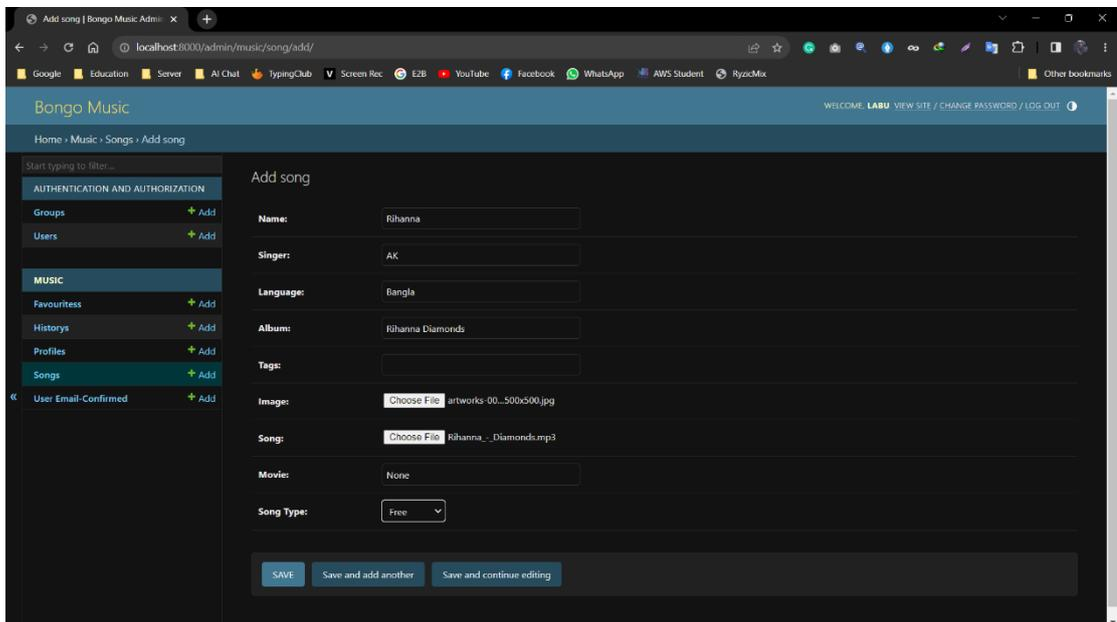 Add song | Bongo Music Admin
localhost:8000/admin/music/song/add/
Google Education Server AI Chat TypingClub Screen Rec E2B YouTube Facebook WhatsApp AWS Student RyzicMix Other bookmarks
Bongo Music WELCOME, LABU. VIEW SITE / CHANGE PASSWORD / LOG OUT
Home › Music › Songs › Add song
Start typing to filter...
Add song
AUTHENTICATION AND AUTHORIZATION
Groups + Add
Users + Add
MUSIC
Favouritess + Add
Historys + Add
Profiles + Add
Songs + Add
« User Email-Confirmed + Add
Name: Rihanna
Singer: AK
Language: Bangla
Album: Rihanna Diamonds
Tags:
Image: Choose File artworks-00...500x500.jpg
Song: Choose File Rihanna_-_Diamonds.mp3
Movie: None
Song Type: Free
SAVE Save and add another Save and continue editing